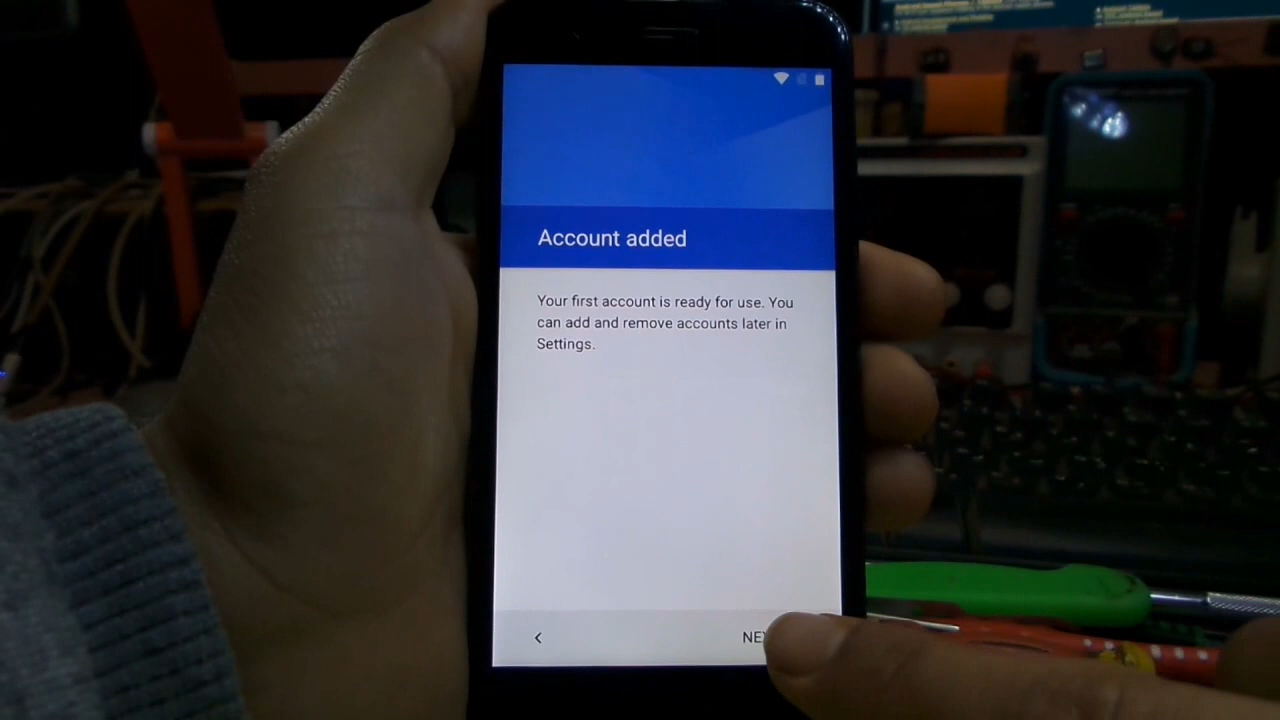 Account added
Your first account is ready for use. You
can add and remove accounts later in
Settings.